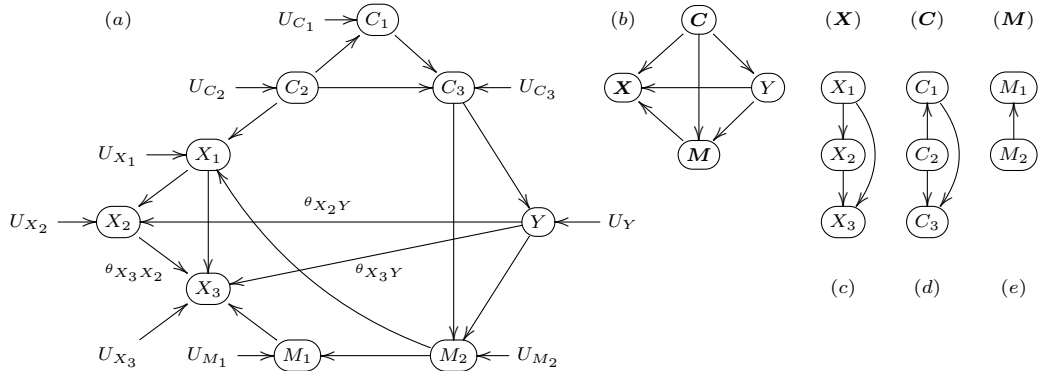 (a)
U_{C_1}
C_1
U_{C_2}
C_2
C_3
U_{C_3}
U_{X_1}
X_1
U_{X_2}
X_2
θ_{X_2Y}
Y
U_Y
θ_{X_3X_2}
X_3
θ_{X_3Y}
U_{X_3}
U_{M_1}
M_1
M_2
U_{M_2}
(b)
C
X
Y
M
(X)
X_1
X_2
X_3
(c)
(C)
C_1
C_2
C_3
(d)
(M)
M_1
M_2
(e)